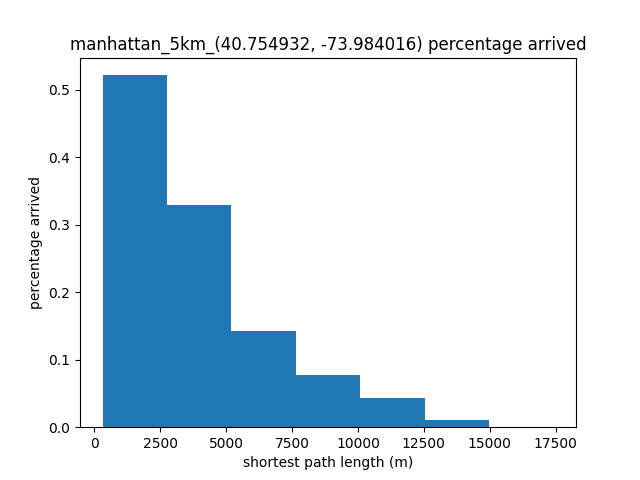 manhattan_5km_(40.754932, -73.984016) percentage arrived
0.5
0.4
0.3
0.2
0.1
0.0
percentage arrived
0 2500 5000 7500 10000 12500 15000 17500
shortest path length (m)